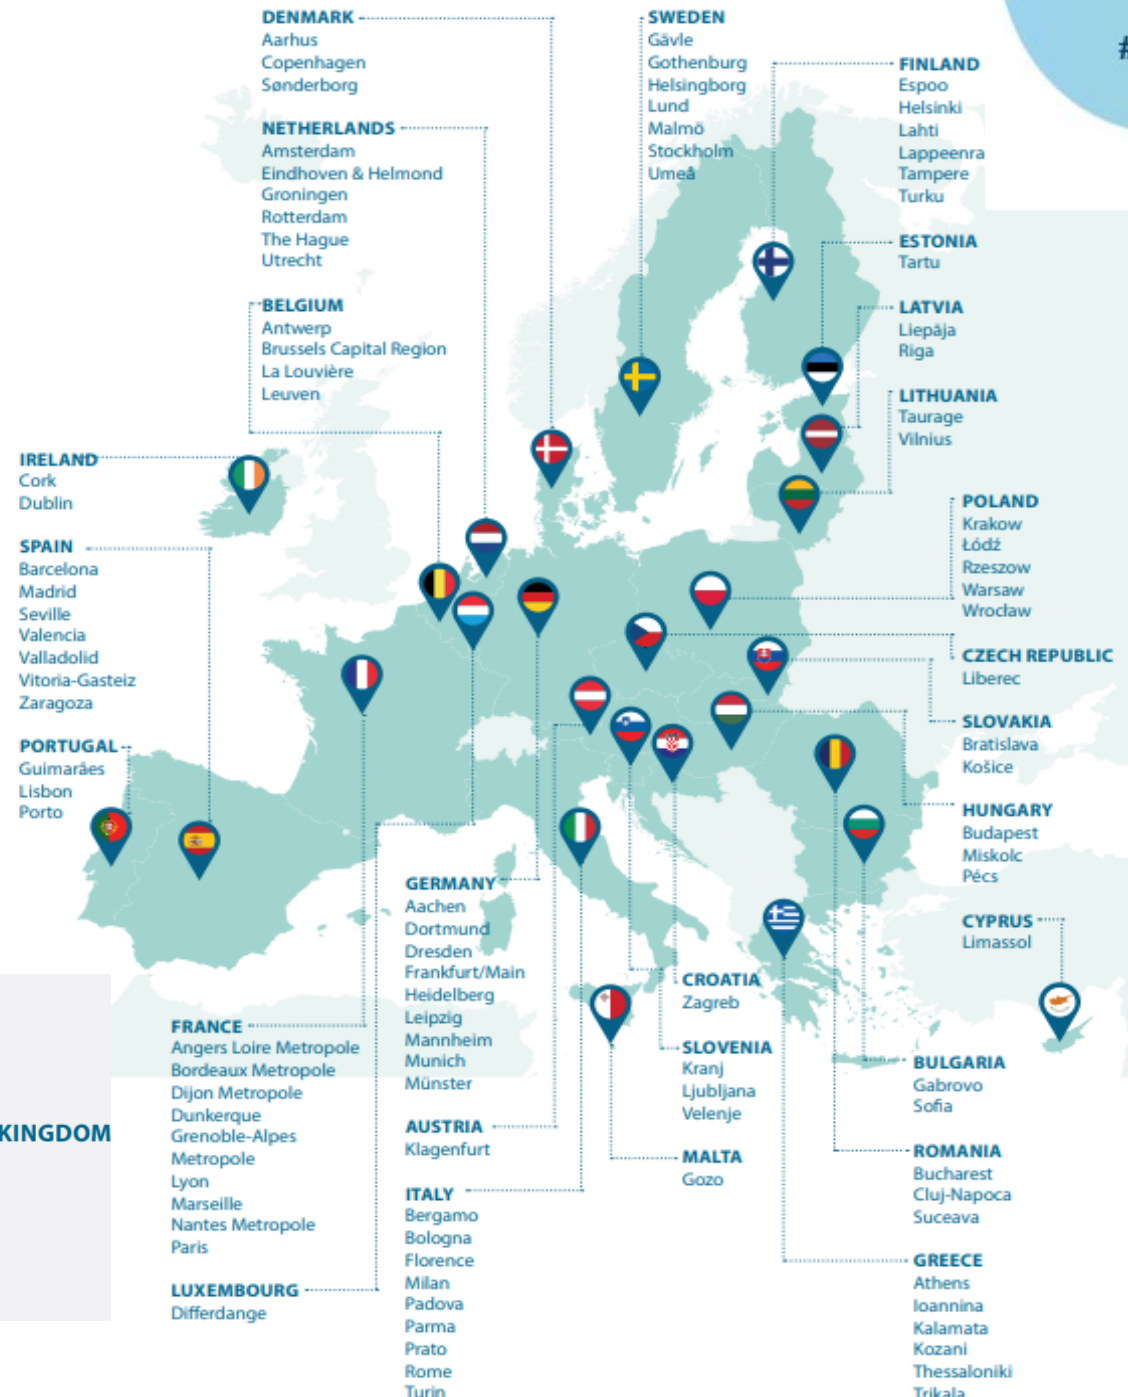 DENMARK
Aarhus
Copenhagen
Sønderborg
NETHERLANDS
Amsterdam
Eindhoven & Helmond
Groningen
Rotterdam
The Hague
Utrecht
BELGIUM
Antwerp
Brussels Capital Region
La Louvière
Leuven
SWEDEN
Gävle
Gothenburg
Helsingborg
Lund
Malmö
Stockholm
Umeå
#
FINLAND
Espoo
Helsinki
Lahti
Lappeenra
Tampere
Turku
ESTONIA
Tartu
LATVIA
Liepāja
Riga
LITHUANIA
Taurage
Vilnius
IRELAND
Cork
Dublin
SPAIN
Barcelona
Madrid
Seville
Valencia
Valladolid
Vitoria-Gasteiz
Zaragoza
PORTUGAL
Guimarães
Lisbon
Porto
POLAND
Krakow
Łódź
Rzeszow
Warsaw
Wrocław
CZECH REPUBLIC
Liberec
SLOVAKIA
Bratislava
Košice
HUNGARY
Budapest
Miskolc
Pécs
CYPRUS
Limassol
KINGDOM
FRANCE
Angers Loire Metropole
Bordeaux Metropole
Dijon Metropole
Dunkerque
Grenoble-Alpes
Metropole
Lyon
Marseille
Nantes Metropole
Paris
LUXEMBOURG
Differdange
GERMANY
Aachen
Dortmund
Dresden
Frankfurt/Main
Heidelberg
Leipzig
Mannheim
Munich
Münster
AUSTRIA
Klagenfurt
ITALY
Bergamo
Bologna
Florence
Milan
Padova
Parma
Prato
Rome
Turin
CROATIA
Zagreb
SLOVENIA
Kranj
Ljubljana
Velenje
MALTA
Gozo
BULGARIA
Gabrovo
Sofia
ROMANIA
Bucharest
Cluj-Napoca
Suceava
GREECE
Athens
Ioannina
Kalamata
Kozani
Thessaloniki
Trikala